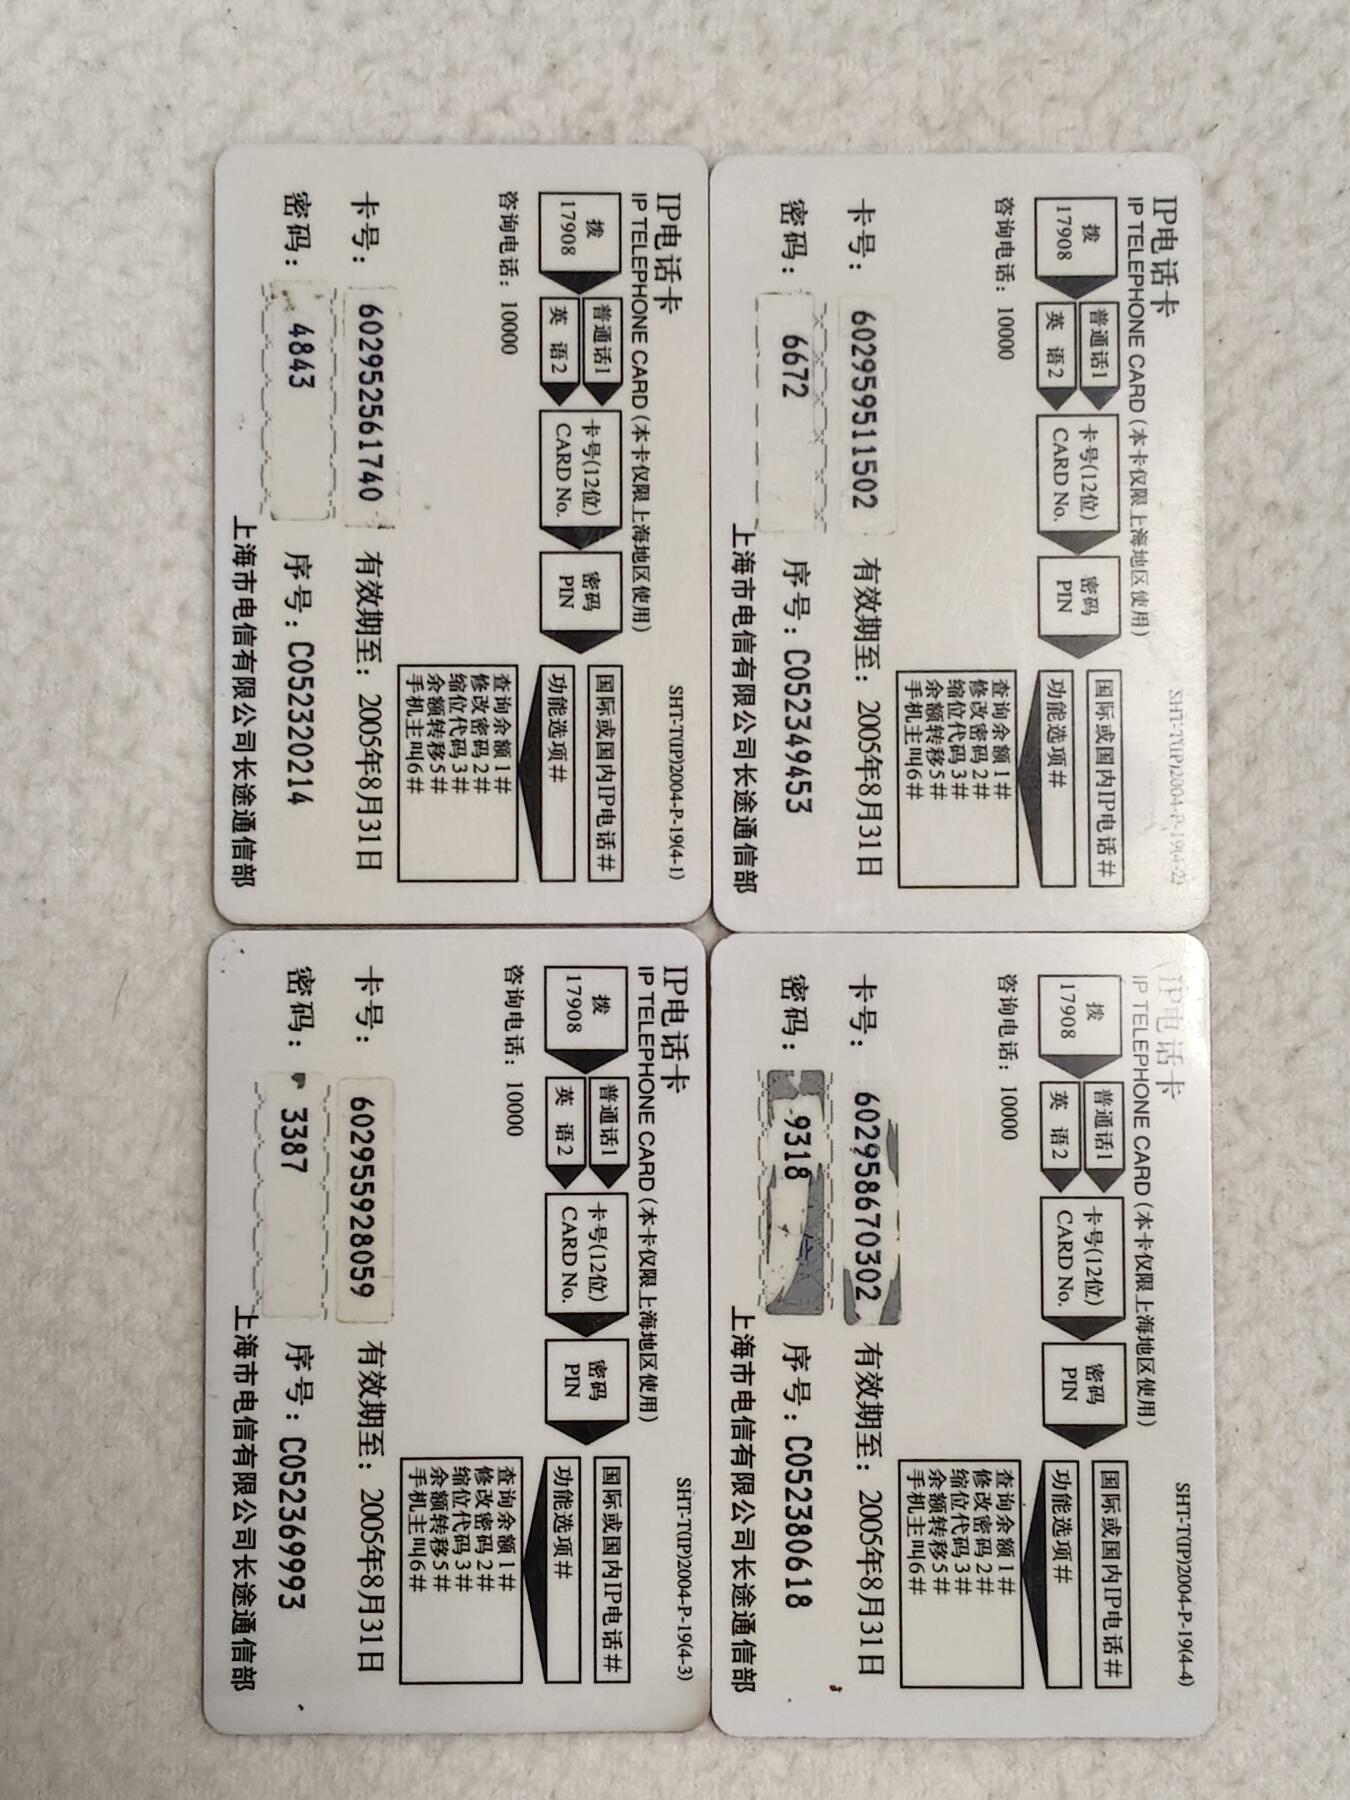 IP电话卡
IP TELEPHONE CARD (本卡仅限上海地区使用)
SHT-T(IP)2004-P-19(4-1)
拨
17908
普通话1
英 语2
卡号(12位)
CARD No.
密码
PIN
国际或国内IP电话#
功能选项#
查询余额1#
修改密码2#
缩位代码3#
余额转移5#
手机主叫6#
咨询电话: 10000
卡号: 602952561740 有效期至: 2005年8月31日
密码: 4843 序号: C052320214
上海市电信有限公司长途通信部
IP电话卡
IP TELEPHONE CARD (本卡仅限上海地区使用)
SHT-T(IP)2004-P-19(4-2)
拨
17908
普通话1
英 语2
卡号(12位)
CARD No.
密码
PIN
国际或国内IP电话#
功能选项#
查询余额1#
修改密码2#
缩位代码3#
余额转移5#
手机主叫6#
咨询电话: 10000
卡号: 602959511502 有效期至: 2005年8月31日
密码: 6672 序号: C052349453
上海市电信有限公司长途通信部
IP电话卡
IP TELEPHONE CARD (本卡仅限上海地区使用)
SHT-T(IP)2004-P-19(4-3)
拨
17908
普通话1
英 语2
卡号(12位)
CARD No.
密码
PIN
国际或国内IP电话#
功能选项#
查询余额1#
修改密码2#
缩位代码3#
余额转移5#
手机主叫6#
咨询电话: 10000
卡号: 602955928059 有效期至: 2005年8月31日
密码: 3387 序号: C052369993
上海市电信有限公司长途通信部
IP电话卡
IP TELEPHONE CARD (本卡仅限上海地区使用)
SHT-T(IP)2004-P-19(4-4)
拨
17908
普通话1
英 语2
卡号(12位)
CARD No.
密码
PIN
国际或国内IP电话#
功能选项#
查询余额1#
修改密码2#
缩位代码3#
余额转移5#
手机主叫6#
咨询电话: 10000
卡号: 602958670302 有效期至: 2005年8月31日
密码: 9318 序号: C052380618
上海市电信有限公司长途通信部